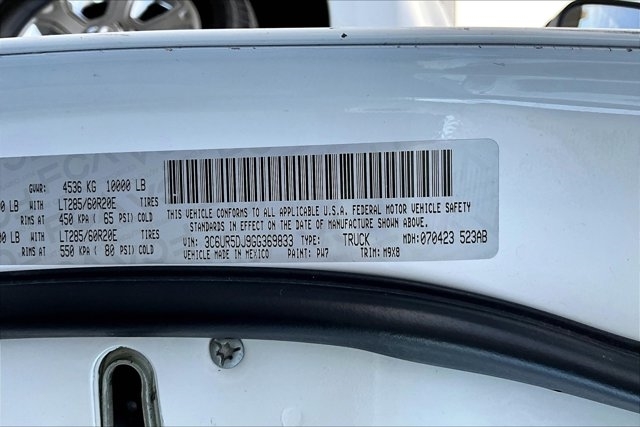 GVWR: 4536 KG 10000 LB
0 LB WITH LT285/60R20E TIRES
RIMS AT 450 KPA ( 65 PSI) COLD
00 LB WITH LT285/60R20E TIRES
RIMS AT 550 KPA ( 80 PSI) COLD
THIS VEHICLE CONFORMS TO ALL APPLICABLE U.S.A. FEDERAL MOTOR VEHICLE SAFETY
STANDARDS IN EFFECT ON THE DATE OF MANUFACTURE SHOWN ABOVE.
VIN: 3C6UR5DJ9GG369833 TYPE: TRUCK MDH:070423 523AB
VEHICLE MADE IN MEXICO PAINT: PW7 TRIM: M9X8